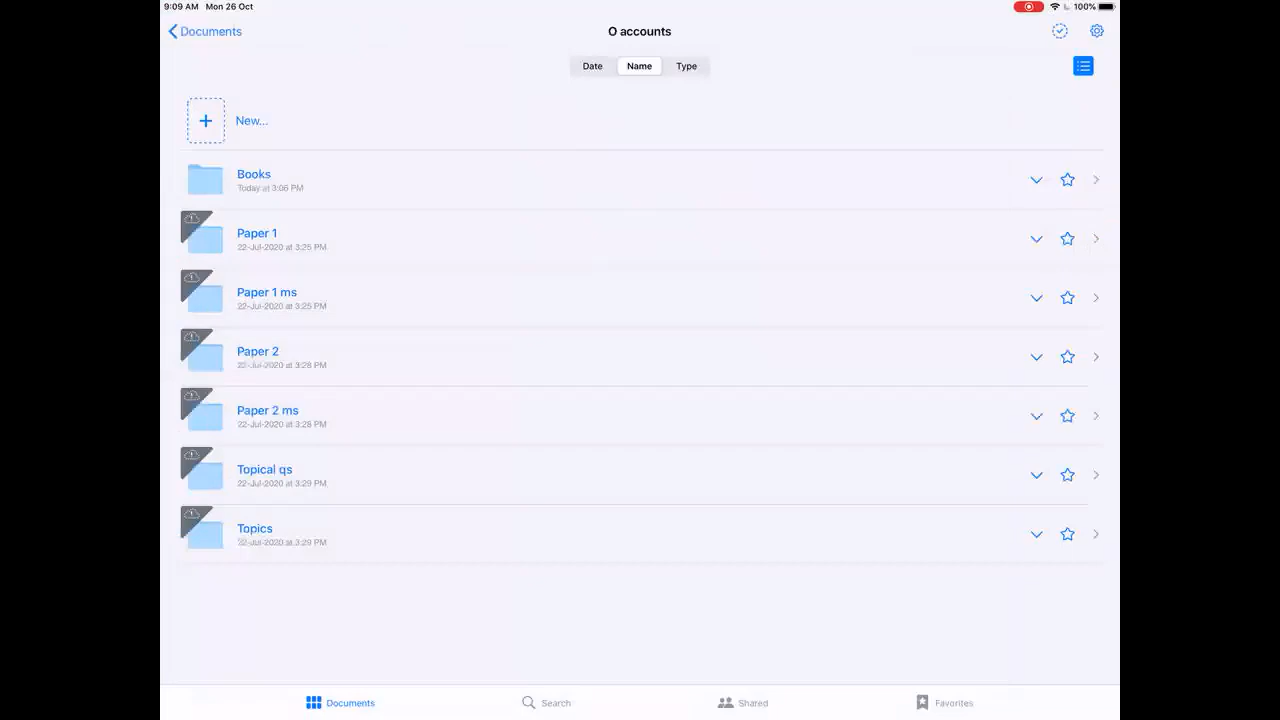 9:09 AM Mon 26 Oct
100%
Documents
O accounts
Date Name Type
New...
Books
Today at 3:06 PM
Paper 1
22-Jul-2020 at 3:25 PM
Paper 1 ms
22-Jul-2020 at 3:25 PM
Paper 2
22-Jul-2020 at 3:28 PM
Paper 2 ms
22-Jul-2020 at 3:28 PM
Topical qs
22-Jul-2020 at 3:29 PM
Topics
22-Jul-2020 at 3:29 PM
Documents Search Shared Favorites